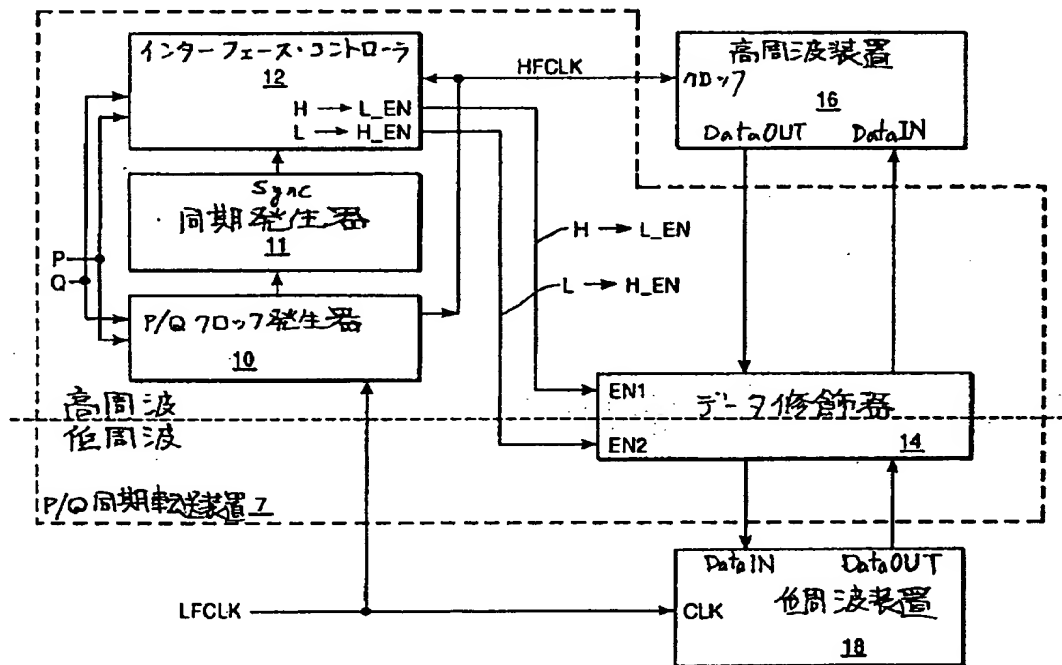 インターフェース・コントローラ
12
H → L_EN
L → H_EN
HFCLK
高周波装置
クロック
16
DataOUT DataIN
Sync
同期発生器
11
P
Q
H → L_EN
L → H_EN
P/Q クロック発生器
10
高周波
低周波
EN1
データ修飾器
EN2
14
P/Q同期転送装置 7
DataIN DataOUT
LFCLK
CLK
低周波装置
18